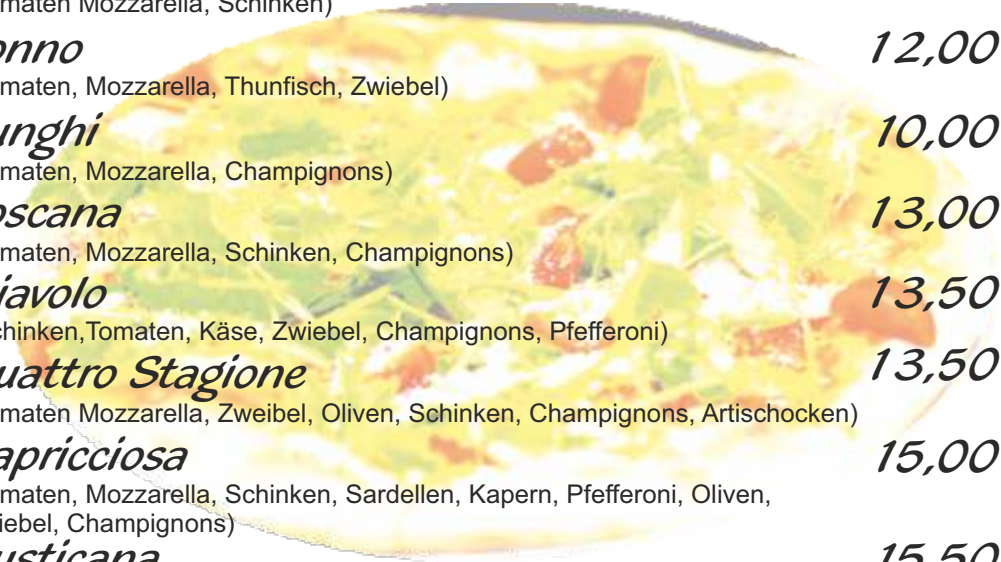 maten Mozzarella, Schinken)
onno 12,00
maten, Mozzarella, Thunfisch, Zwiebel)
unghi 10,00
maten, Mozzarella, Champignons)
oscana 13,00
maten, Mozzarella, Schinken, Champignons)
iavolo 13,50
chinken,Tomaten, Käse, Zwiebel, Champignons, Pfefferoni)
uattro Stagione 13,50
maten Mozzarella, Zweibel, Oliven, Schinken, Champignons, Artischocken)
apricciosa 15,00
maten, Mozzarella, Schinken, Sardellen, Kapern, Pfefferoni, Oliven,
iebel, Champignons)
usticana 15,50